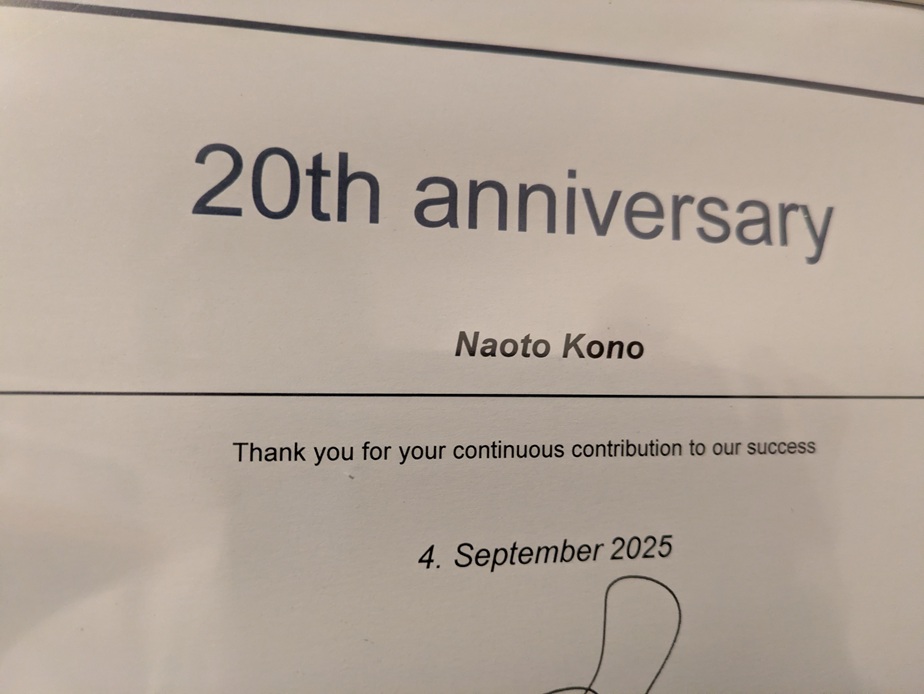 20th anniversary
Naoto Kono
Thank you for your continuous contribution to our success
4. September 2025